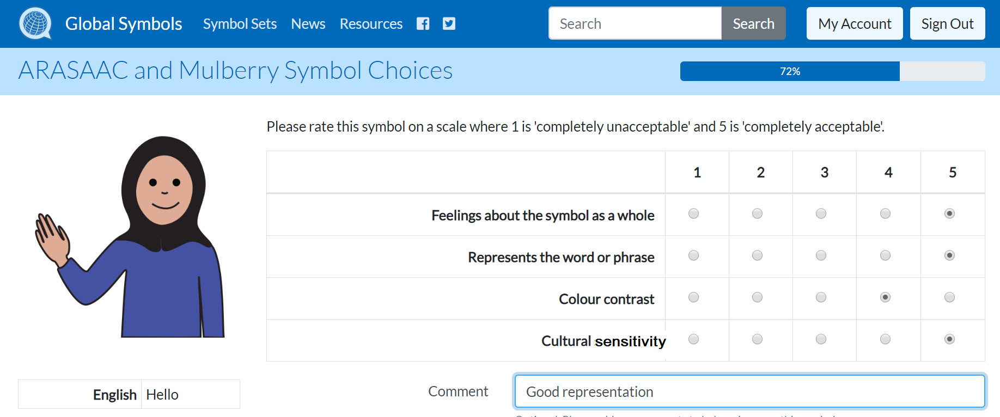 Global Symbols Symbol Sets News Resources Search Search My Account Sign Out
ARASAAC and Mulberry Symbol Choices 72%
Please rate this symbol on a scale where 1 is 'completely unacceptable' and 5 is 'completely acceptable'.
1 2 3 4 5
Feelings about the symbol as a whole
Represents the word or phrase
Colour contrast
Cultural sensitivity
English Hello
Comment Good representation